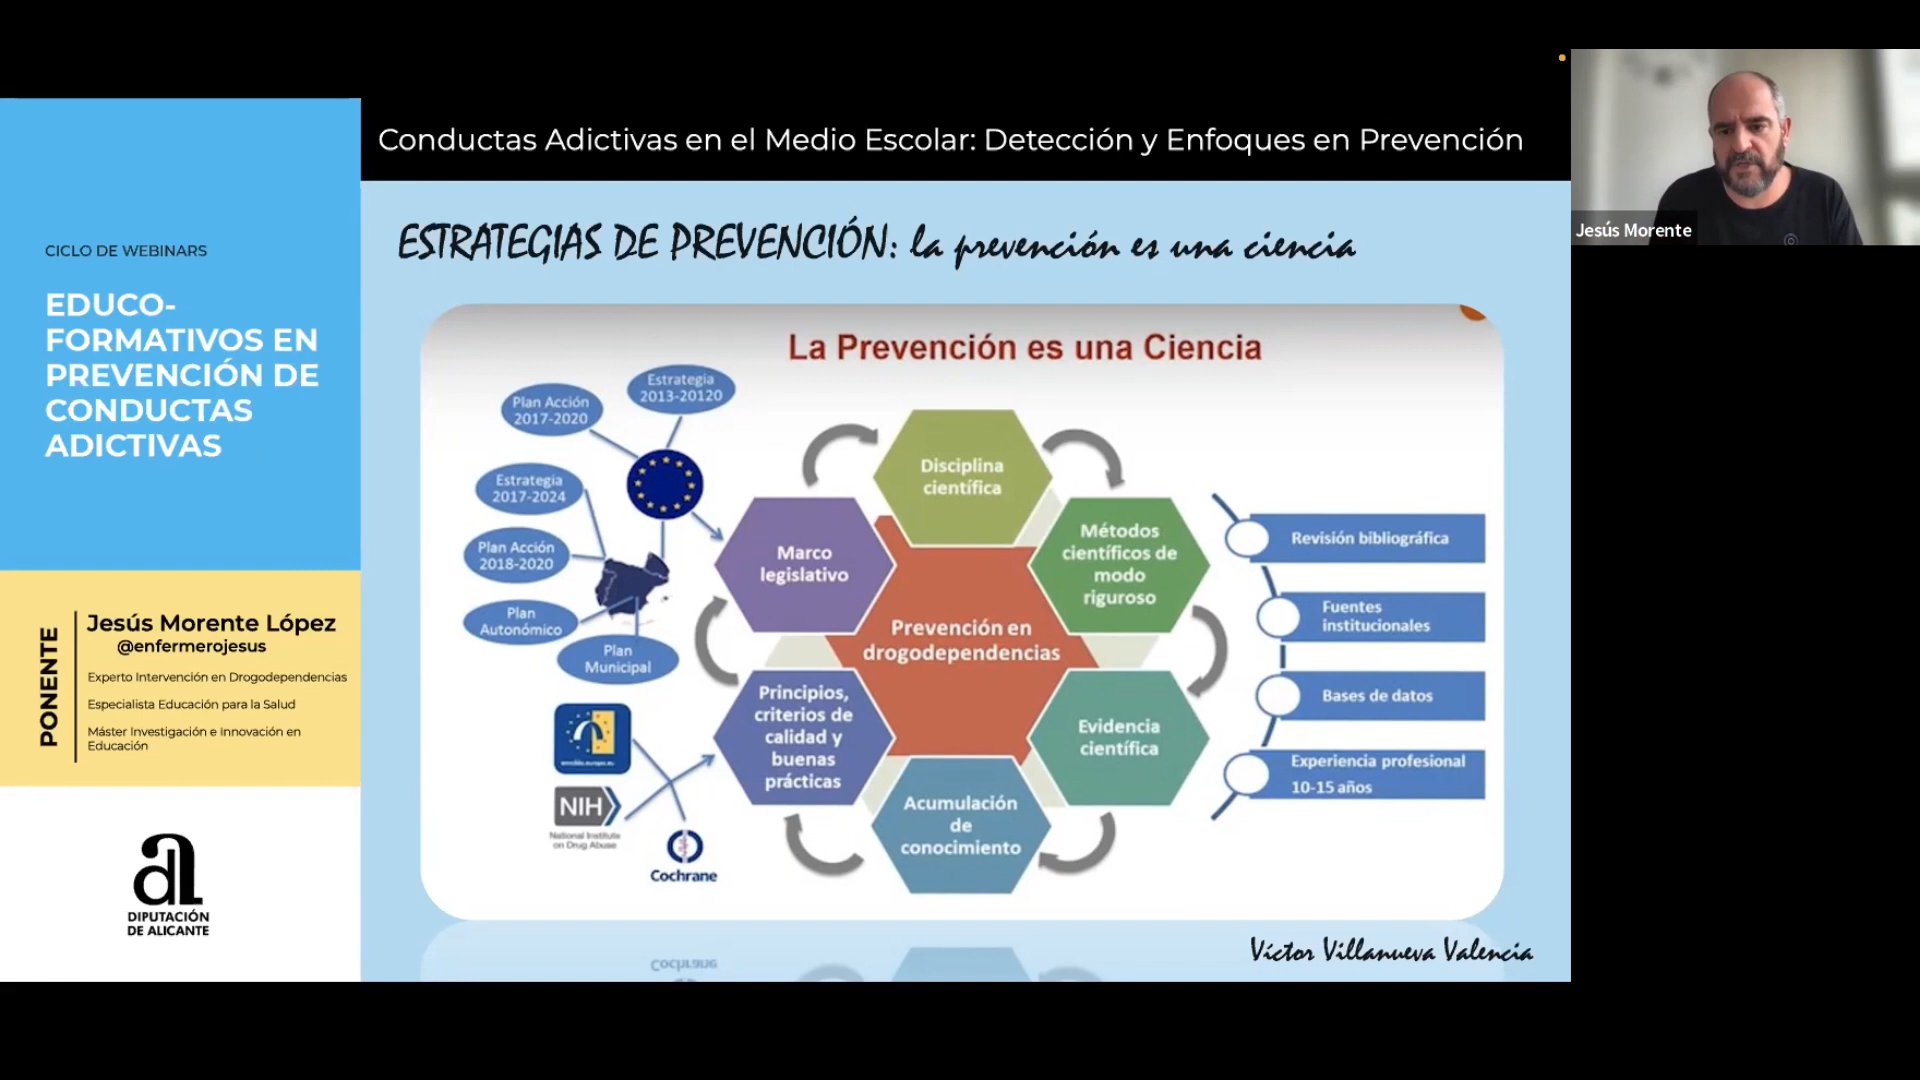 Conductas Adictivas en el Medio Escolar: Detección y Enfoques en Prevención
Jesús Morente
CICLO DE WEBINARS
EDUCO-
FORMATIVOS EN
PREVENCIÓN DE
CONDUCTAS
ADICTIVAS
PONENTE
Jesús Morente López
@enfermerojesus
Experto Intervención en Drogodependencias
Especialista Educación para la Salud
Máster Investigación e Innovación en
Educación
DIPUTACIÓN
DE ALICANTE
ESTRATEGIAS DE PREVENCIÓN: la prevención es una ciencia
La Prevención es una Ciencia
Estrategia
2013-20120
Plan Acción
2017-2020
Estrategia
2017-2024
Plan Acción
2018-2020
Plan
Autonómico
Plan
Municipal
NIH
National Institute
on Drug Abuse
Cochrane
Disciplina
científica
Métodos
científicos de
modo
riguroso
Evidencia
científica
Acumulación
de
conocimiento
Principios,
criterios de
calidad y
buenas
prácticas
Marco
legislativo
Prevención en
drogodependencias
Revisión bibliográfica
Fuentes
institucionales
Bases de datos
Experiencia profesional
10-15 años
Víctor Villanueva Valencia